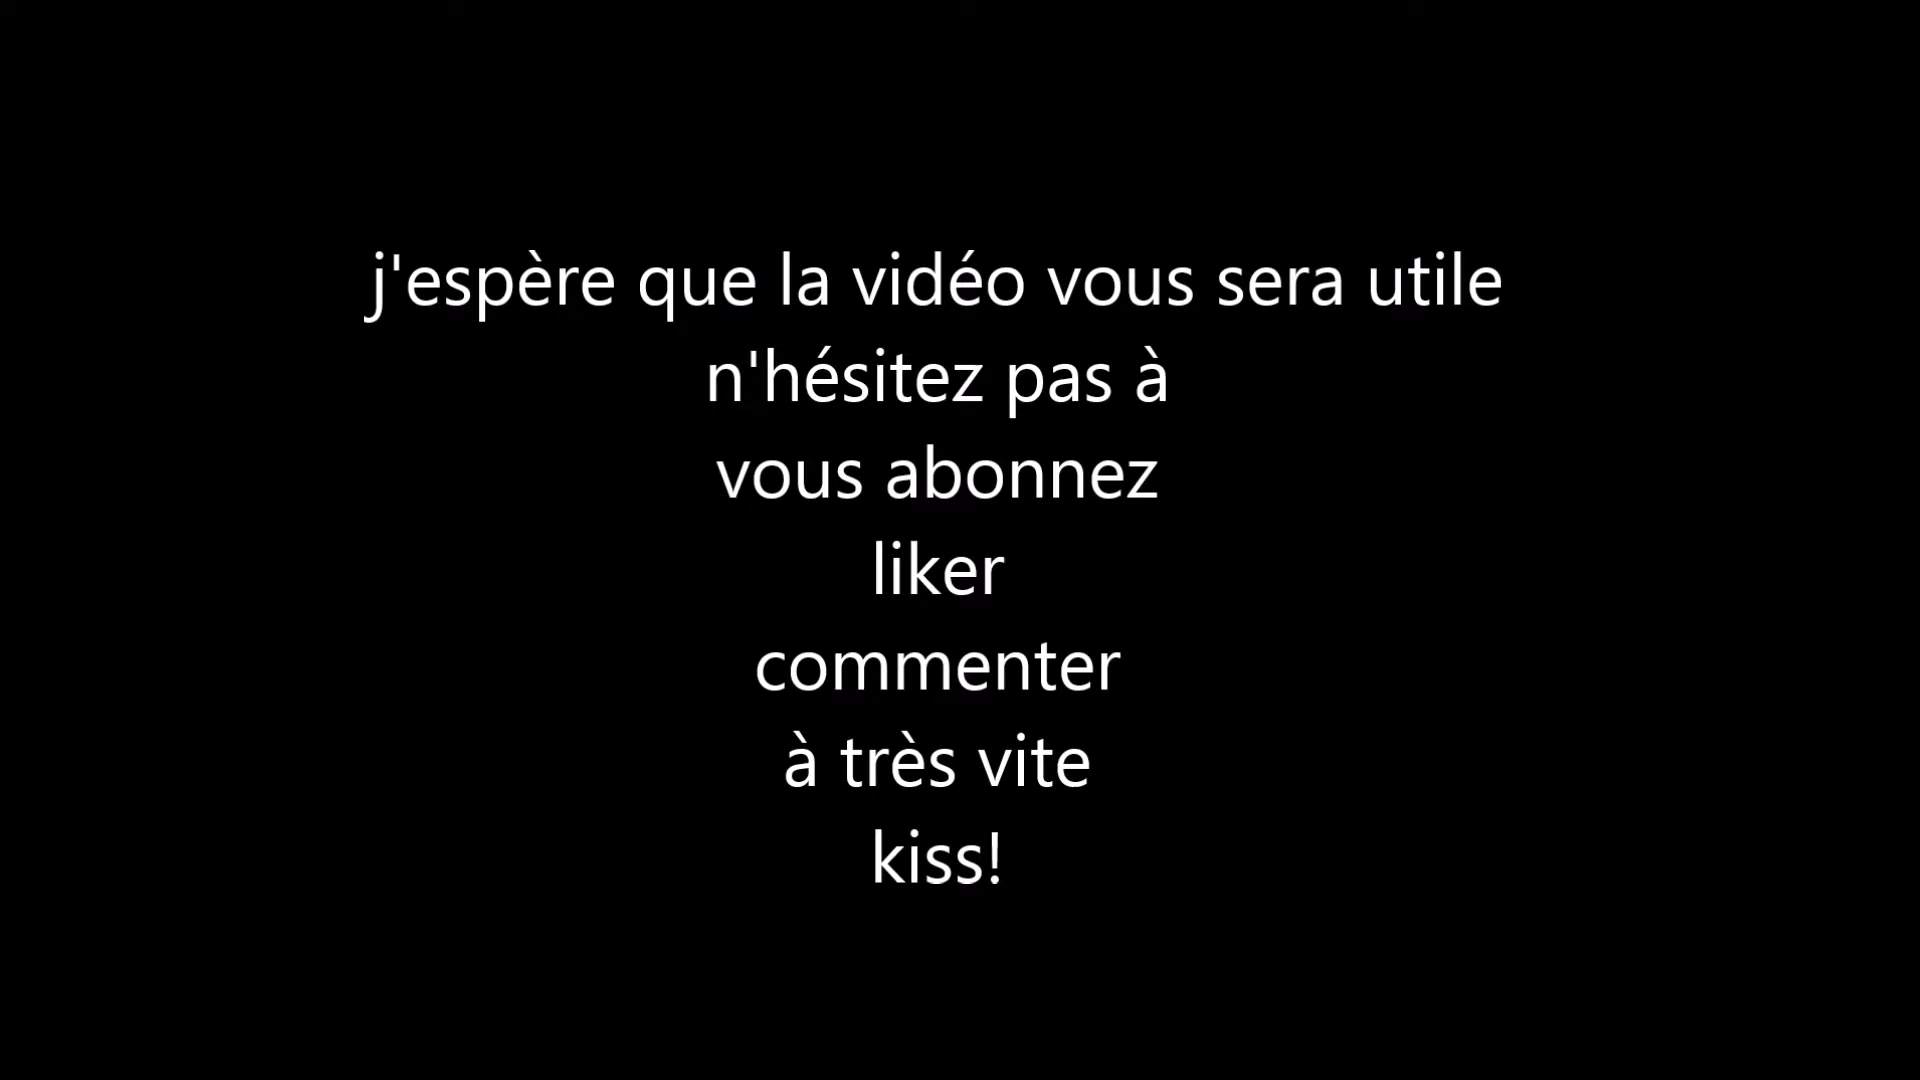 j'espère que la vidéo vous sera utile
n'hésitez pas à
vous abonnez
liker
commenter
à très vite
kiss!